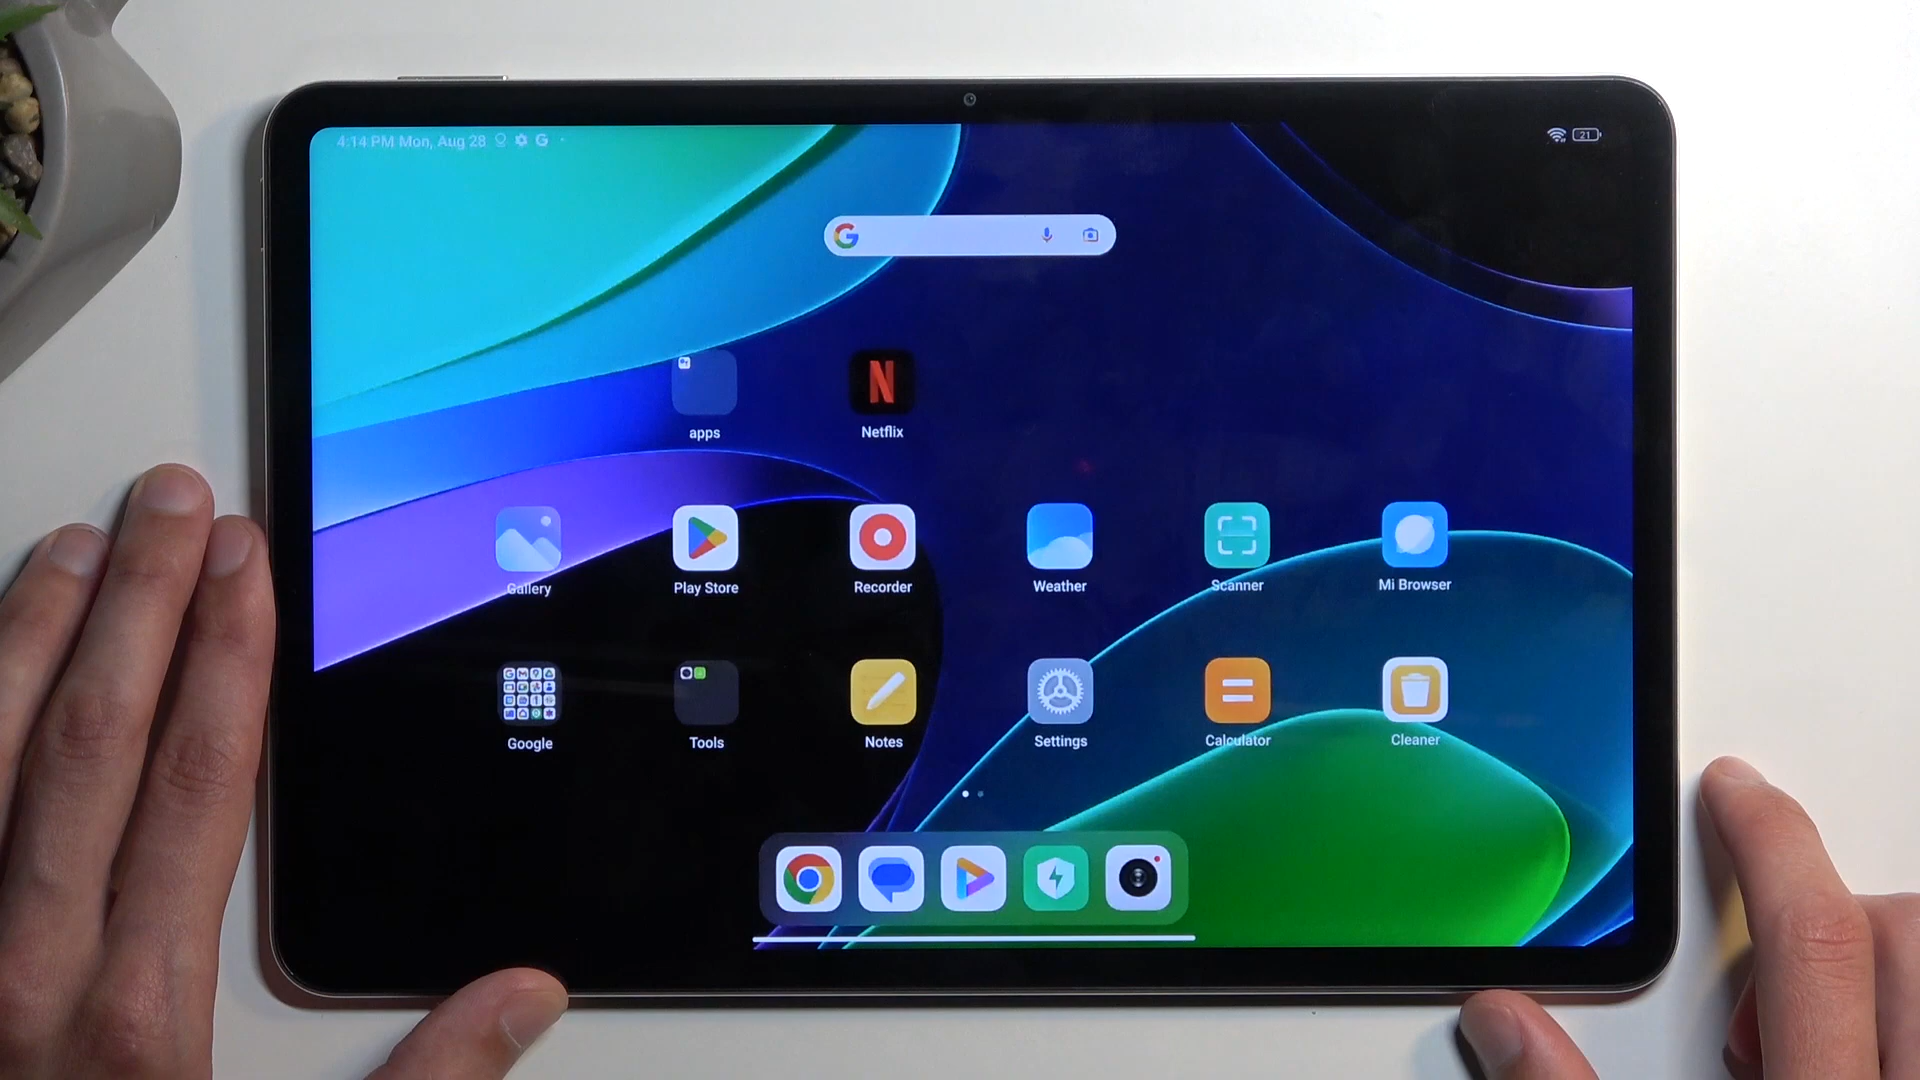 4:14 PM Mon, Aug 28
21
apps
Netflix
Gallery
Play Store
Recorder
Weather
Scanner
Mi Browser
Google
Tools
Notes
Settings
Calculator
Cleaner